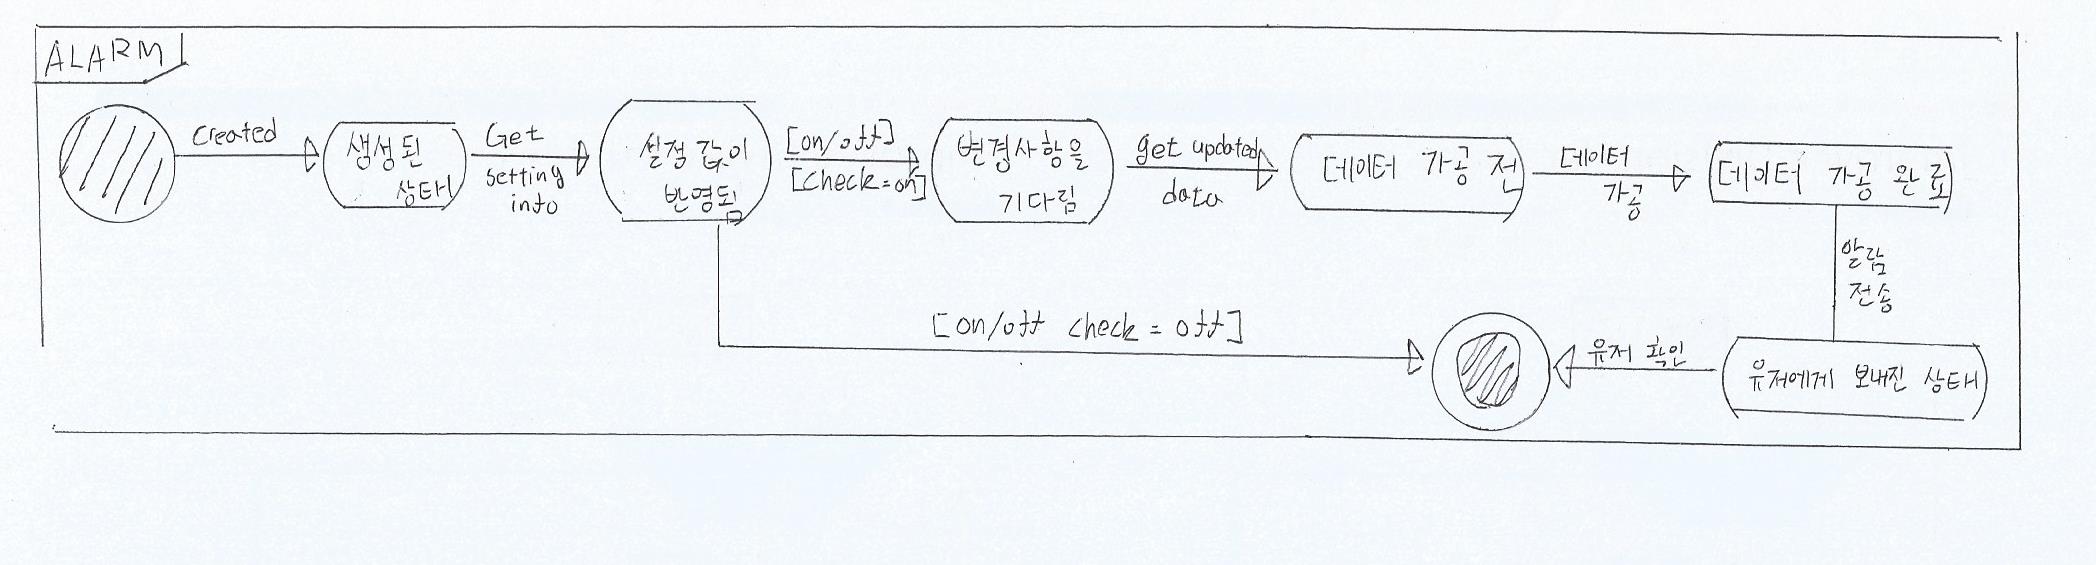 ALARM
Created
생성된
상태
Get
setting
info
설정 값이
반영됨
[on/off]
[check=on]
변경사항을
기다림
get updated
data
데이터 가공 전
데이터
가공
데이터 가공 완료
알림
전송
[on/off check = off]
유저 확인
유저에게 보내진 상태